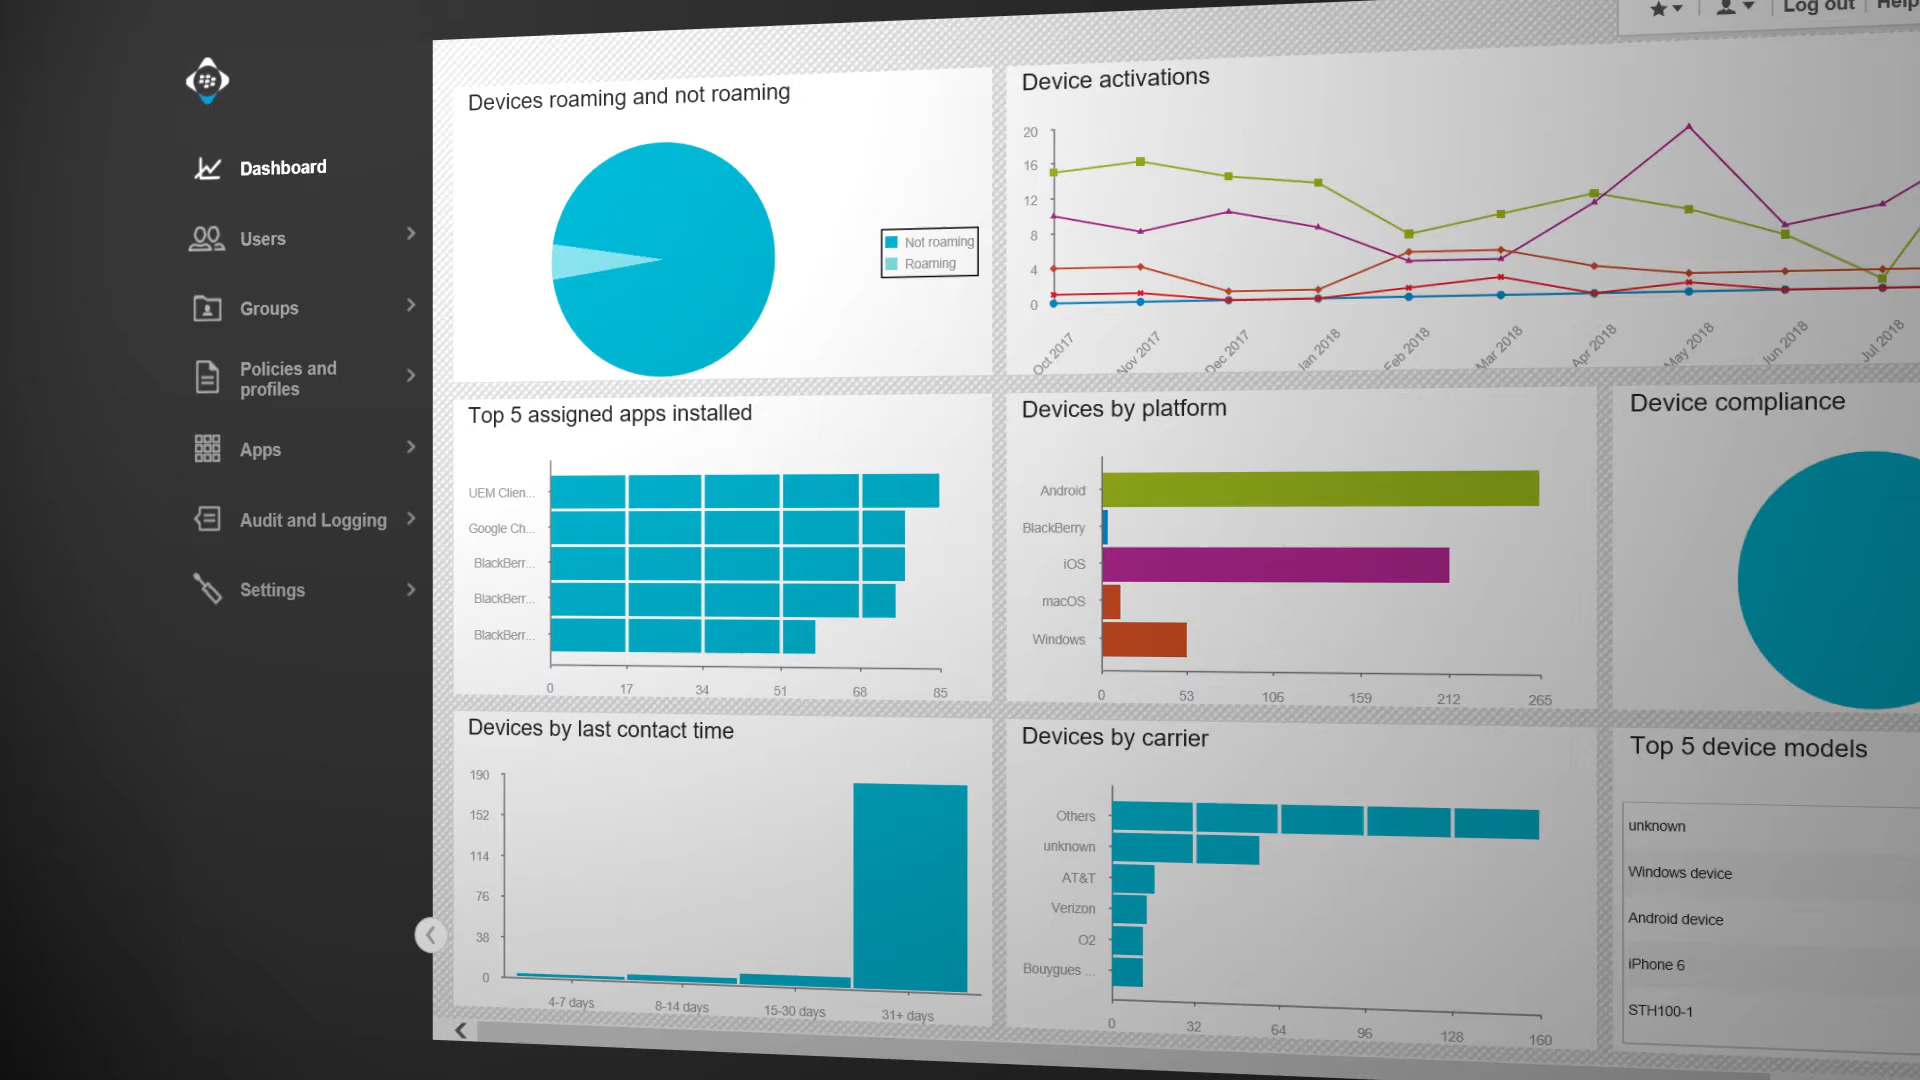 Log out
Help
Dashboard
Users
Groups
Policies and
profiles
Apps
Audit and Logging
Settings
Devices roaming and not roaming
Not roaming
Roaming
Device activations
20
16
12
8
4
0
Oct 2017
Nov 2017
Dec 2017
Jan 2018
Feb 2018
Mar 2018
Apr 2018
May 2018
Jun 2018
Jul 2018
Top 5 assigned apps installed
UEM Clien...
Google Ch...
BlackBerr...
BlackBerr...
BlackBerr...
0 17 34 51 68 85
Devices by platform
Android
BlackBerry
iOS
macOS
Windows
0 53 106 159 212 265
Device compliance
Devices by last contact time
190
152
114
76
38
0
4-7 days 8-14 days 15-30 days 31+ days
Devices by carrier
Others
unknown
AT&T
Verizon
O2
Bouygues ...
0 32 64 96 128 160
Top 5 device models
unknown
Windows device
Android device
iPhone 6
STH100-1